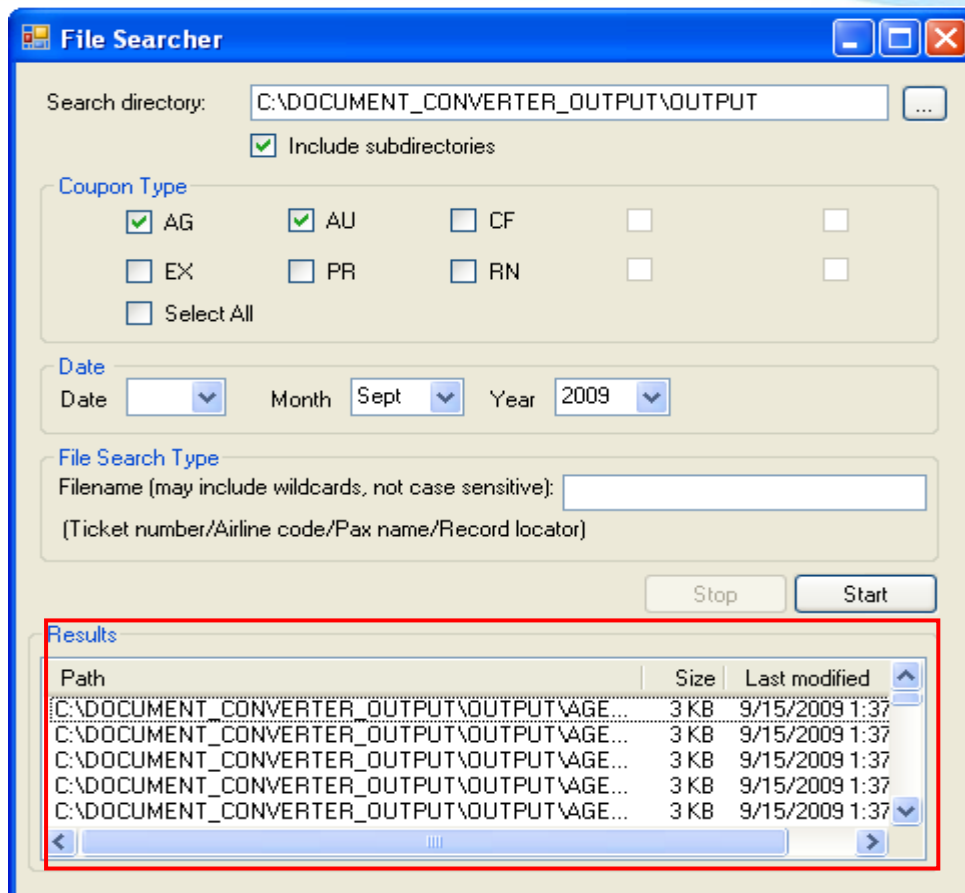 File Searcher
Search directory: C:\DOCUMENT_CONVERTER_OUTPUT\OUTPUT ...
Include subdirectories
Coupon Type
AG AU CF
EX PR RN
Select All
Date
Date Month Sept Year 2009
File Search Type
Filename (may include wildcards, not case sensitive):
(Ticket number/Airline code/Pax name/Record locator)
Stop Start
Results
Path Size Last modified
C:\DOCUMENT_CONVERTER_OUTPUT\OUTPUT\AGE... 3 KB 9/15/2009 1:37
C:\DOCUMENT_CONVERTER_OUTPUT\OUTPUT\AGE... 3 KB 9/15/2009 1:37
C:\DOCUMENT_CONVERTER_OUTPUT\OUTPUT\AGE... 3 KB 9/15/2009 1:37
C:\DOCUMENT_CONVERTER_OUTPUT\OUTPUT\AGE... 3 KB 9/15/2009 1:37
C:\DOCUMENT_CONVERTER_OUTPUT\OUTPUT\AGE... 3 KB 9/15/2009 1:37